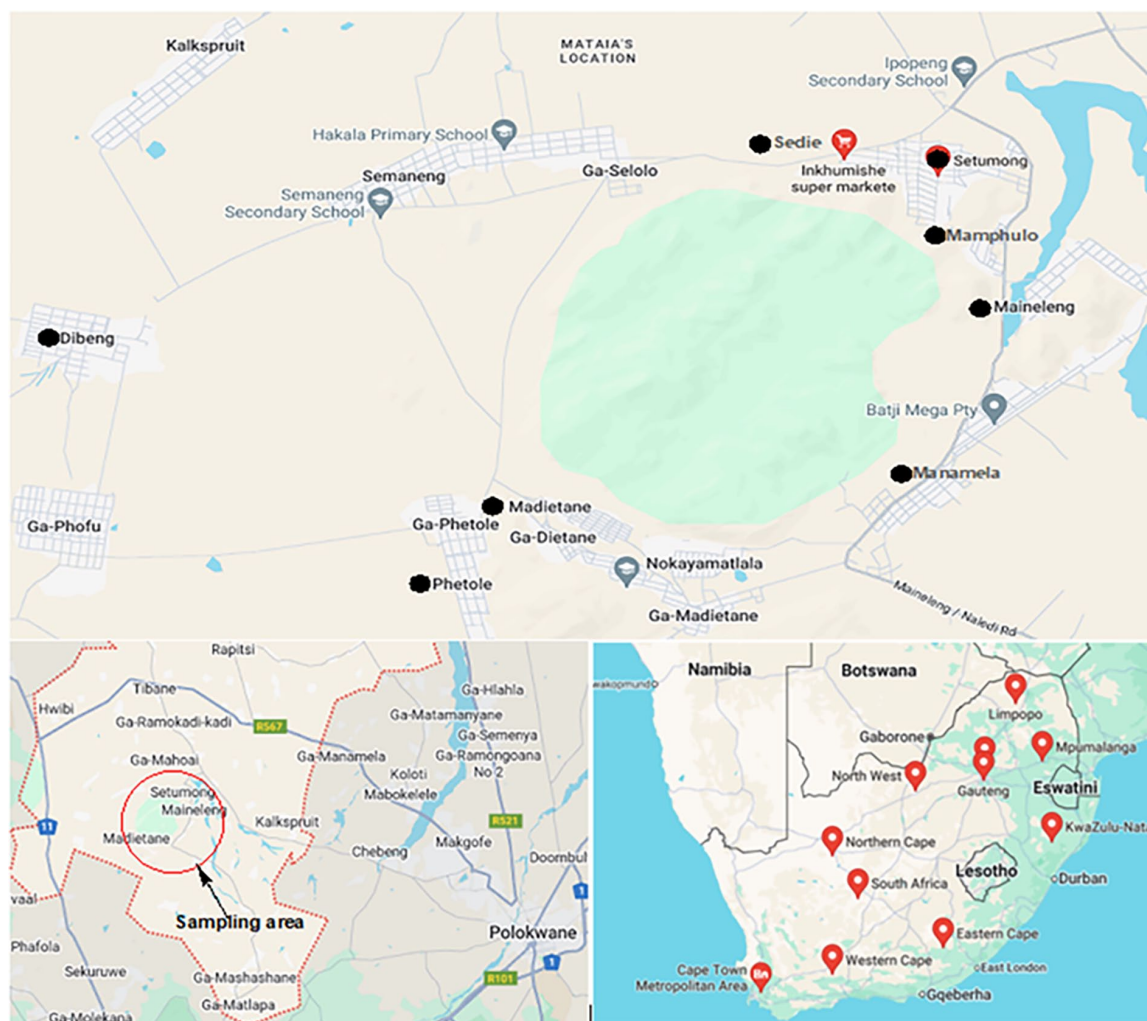 Kalkspruit
MATAIA'S
LOCATION
Ipopeng
Secondary School
Hakala Primary School
Sedie
Inkhumishe
super markete
Setumong
Semaneng
Ga-Selolo
Semaneng
Secondary School
Mamphulo
Maineleng
Dibeng
Batji Mega Pty
Manamela
Madietane
Ga-Phetole
Ga-Phofu
Ga-Dietane
Nokayamatlala
Phetole
Ga-Madietane
Maineleng / Naledi Rd
Rapitsi
Tibane
Hwibi
Ga-Ramokadi-kadi
R567
Ga-Hlahla
Ga-Matamanyane
Ga-Semenya
Ga-Manamela
Ga-Ramongoana
No 2
Ga-Mahoai
Koloti
Mabokelele
Setumong
Maineleng
11
Madietane
Kalkspruit
R521
Makgofe
Chebeng
Doornbul
1
vaal
Sampling area
Polokwane
1
Phafola
Sekuruwe
Ga-Mashashane
R101
Ga-Matlapa
Ga-Molekana
Namibia
Botswana
wakopmund
Limpopo
Gaborone
Mpumalanga
North West
Gauteng
Eswatini
KwaZulu-Nata
Northern Cape
Lesotho
South Africa
Durban
Eastern Cape
Western Cape
East London
Cape Town
Metropolitan Area
Gqeberha